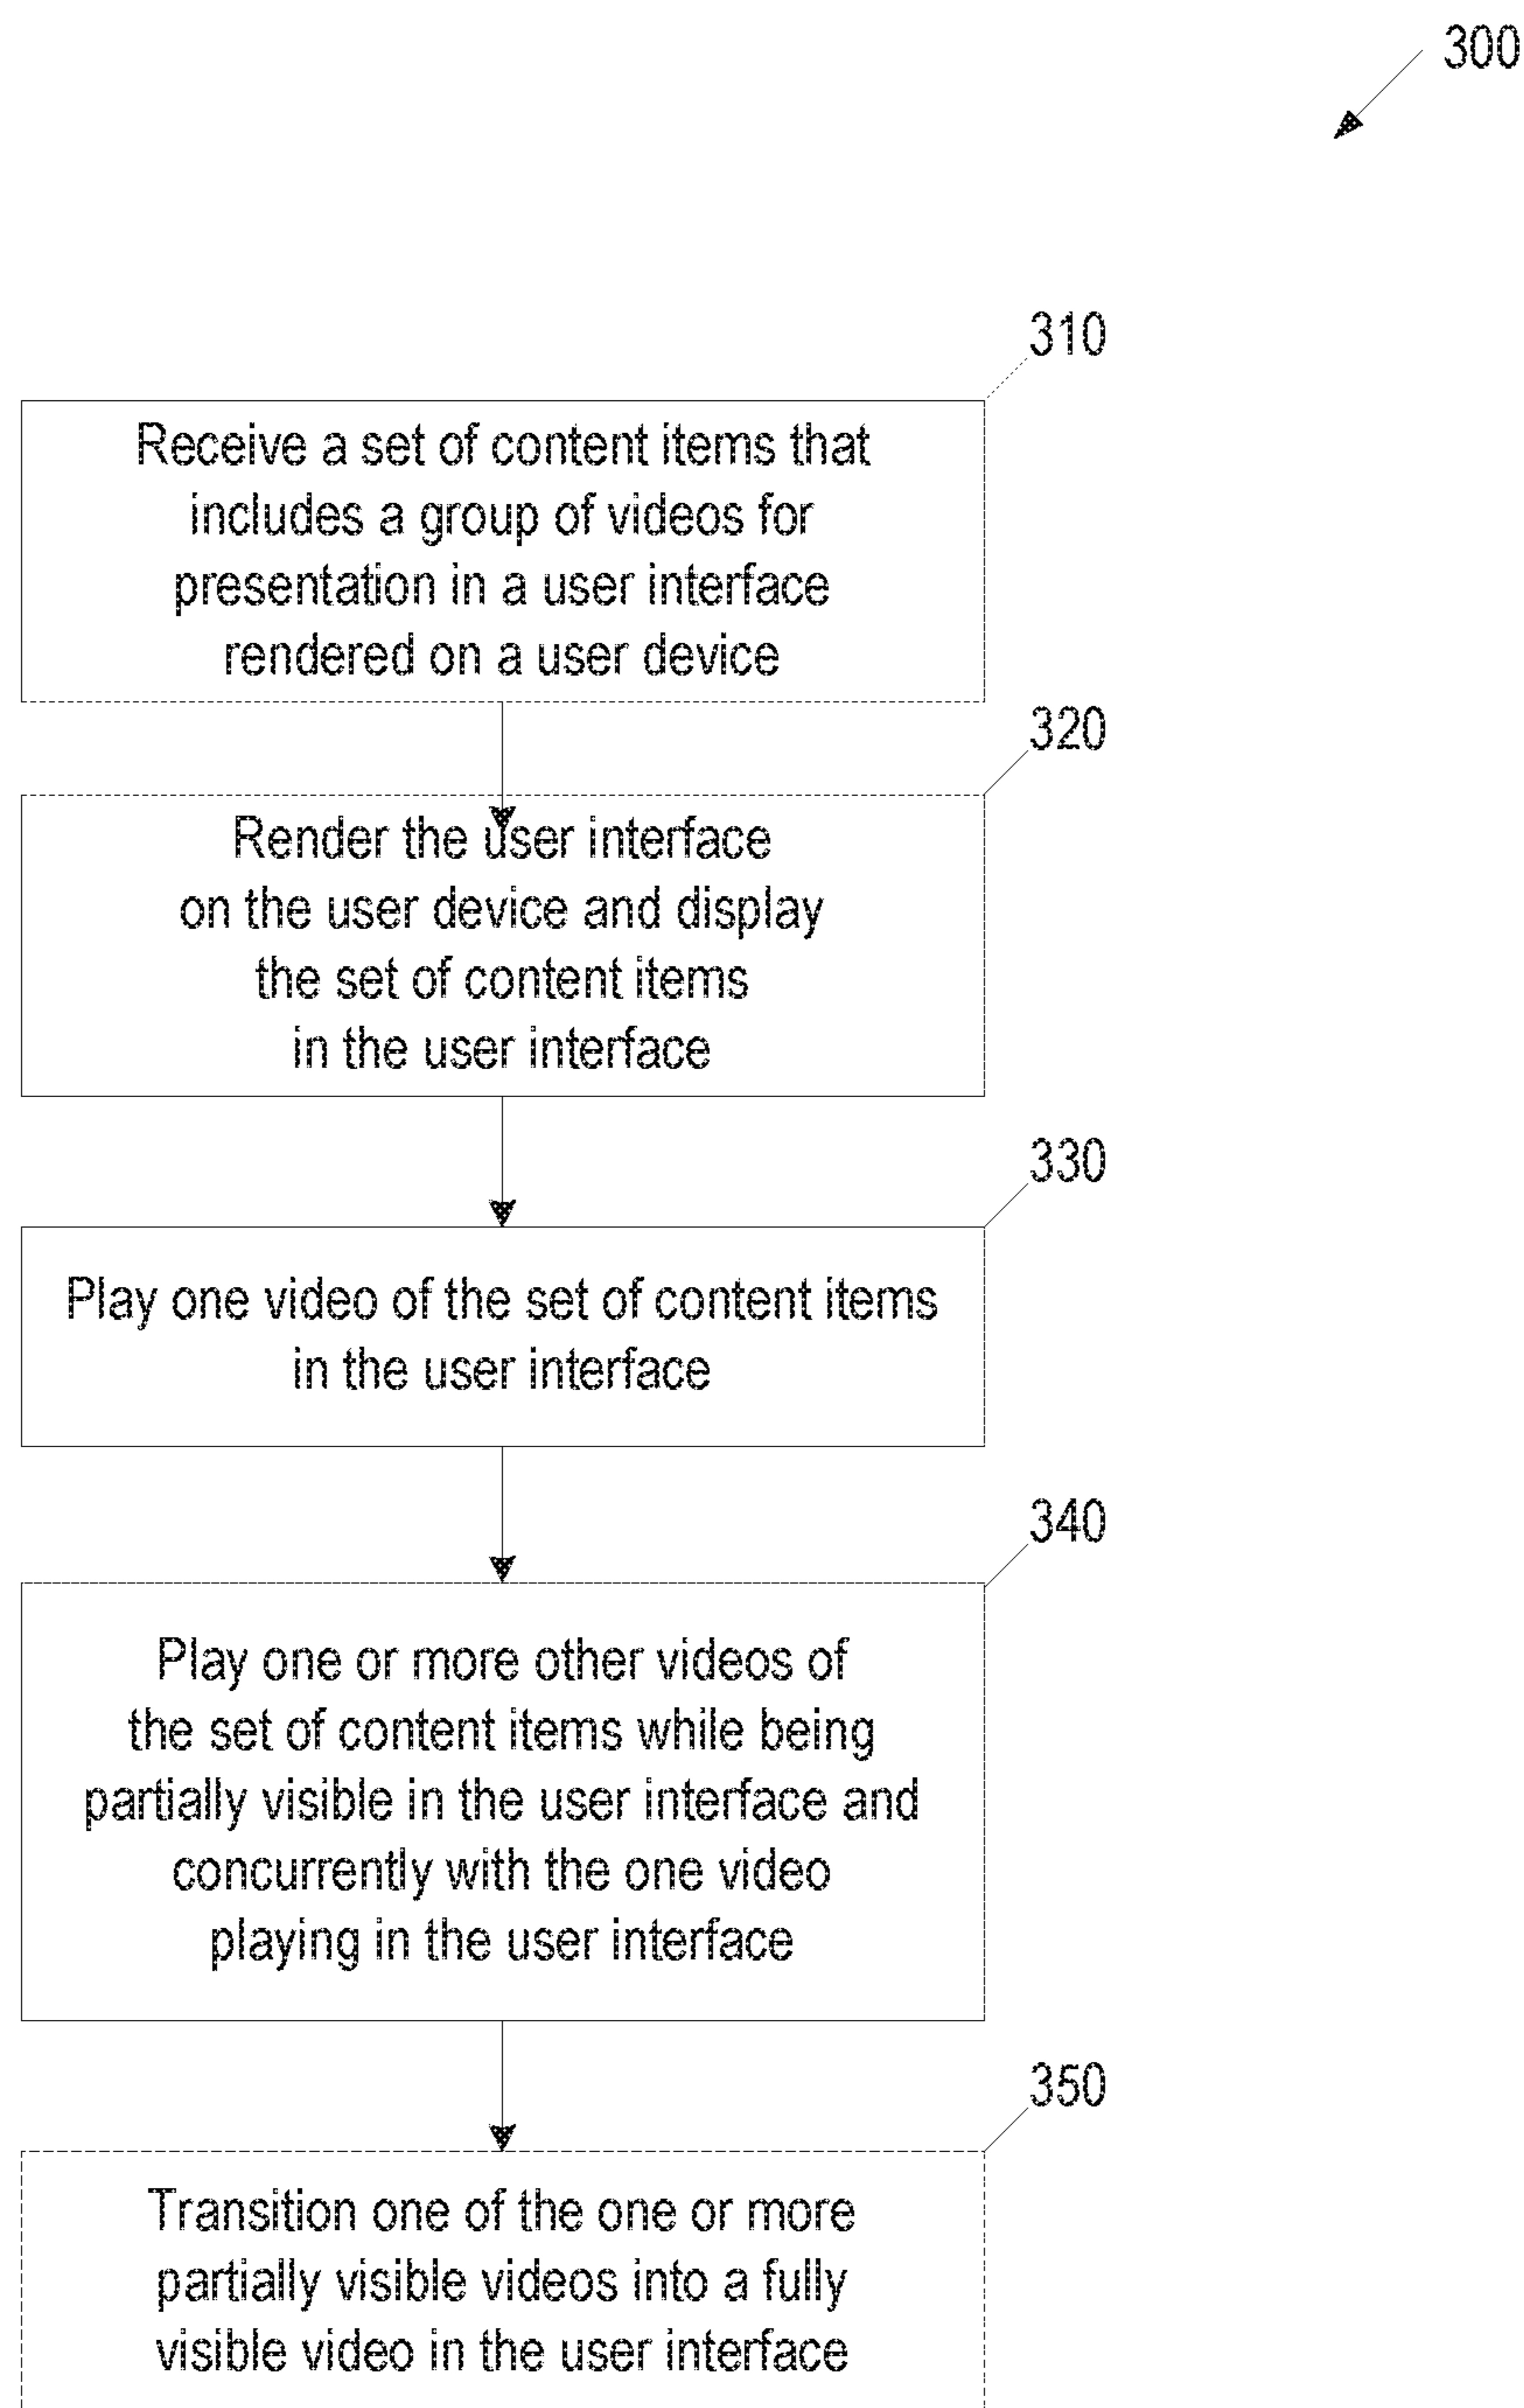 300
310
Receive a set of content items that
includes a group of videos for
presentation in a user interface
rendered on a user device
320
Render the user interface
on the user device and display
the set of content items
in the user interface
330
Play one video of the set of content items
in the user interface
340
Play one or more other videos of
the set of content items while being
partially visible in the user interface and
concurrently with the one video
playing in the user interface
350
Transition one of the one or more
partially visible videos into a fully
visible video in the user interface